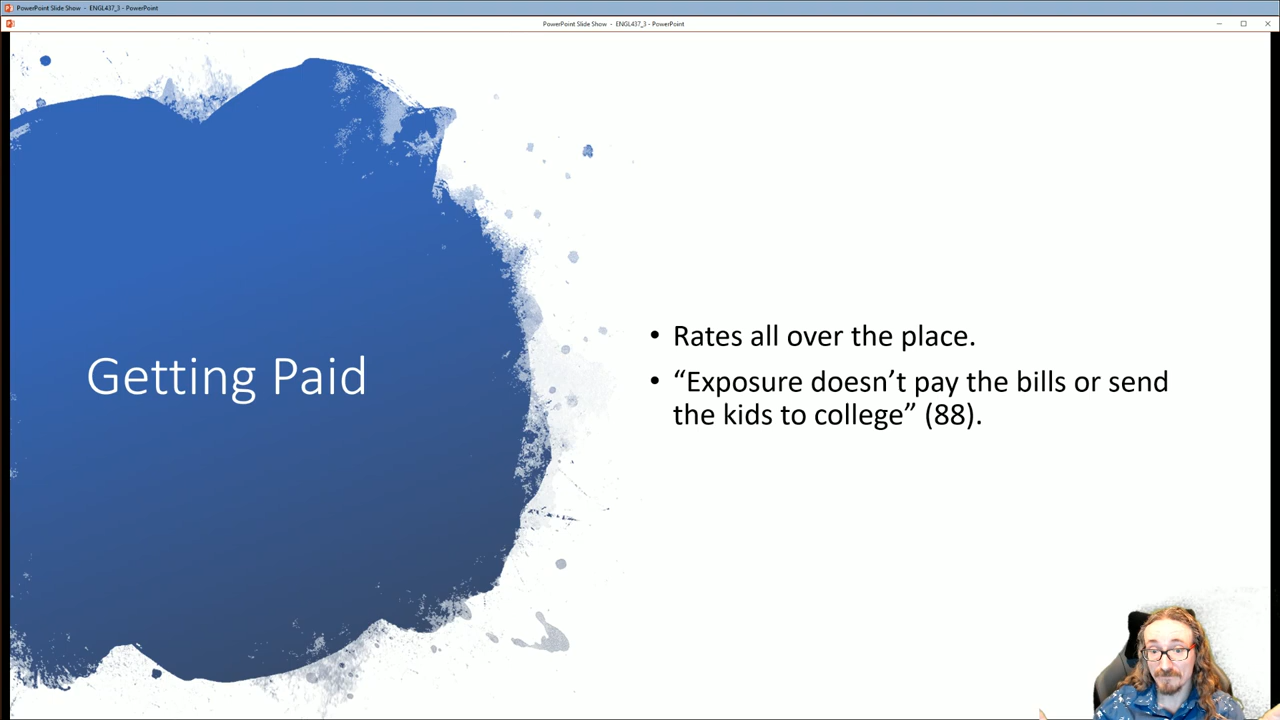 PowerPoint Slide Show - ENGL437_3 - PowerPoint
PowerPoint Slide Show - ENGL437_3 - PowerPoint
Getting Paid
• Rates all over the place.
• “Exposure doesn’t pay the bills or send
the kids to college” (88).